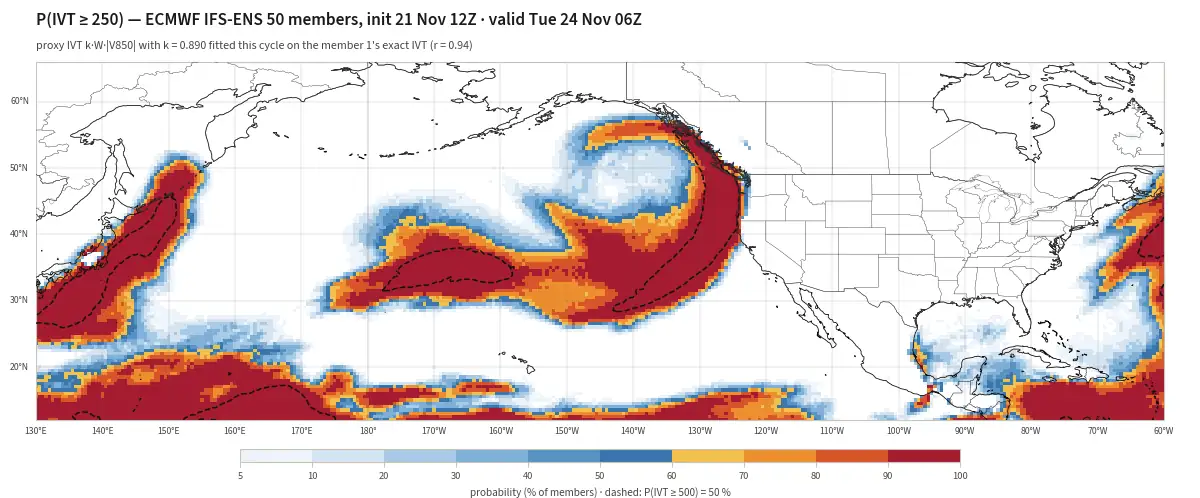 P(IVT ≥ 250) — ECMWF IFS-ENS 50 members, init 21 Nov 12Z · valid Tue 24 Nov 06Z
proxy IVT k·W·|V850| with k = 0.890 fitted this cycle on the member 1's exact IVT (r = 0.94)
60°N
50°N
40°N
30°N
20°N
130°E 140°E 150°E 160°E 170°E 180° 170°W 160°W 150°W 140°W 130°W 120°W 110°W 100°W 90°W 80°W 70°W 60°W
5 10 20 30 40 50 60 70 80 90 100
probability (% of members) · dashed: P(IVT ≥ 500) = 50 %